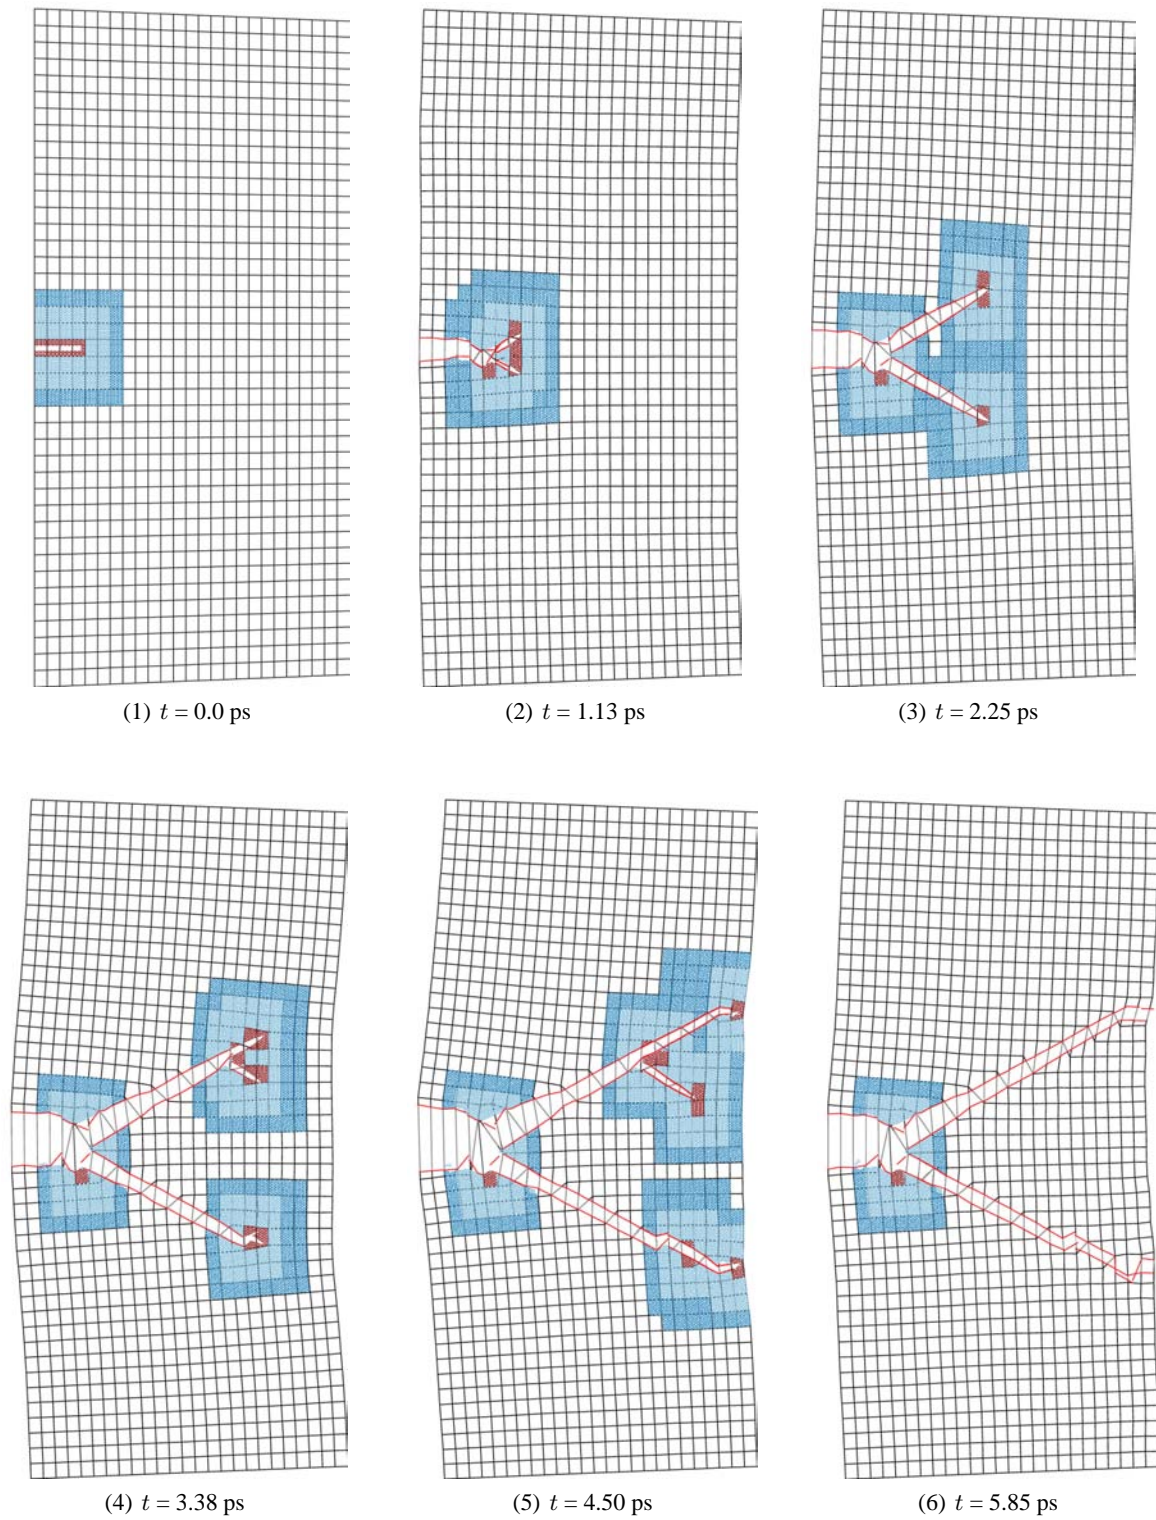 (1) t = 0.0 ps
(2) t = 1.13 ps
(3) t = 2.25 ps
(4) t = 3.38 ps
(5) t = 4.50 ps
(6) t = 5.85 ps